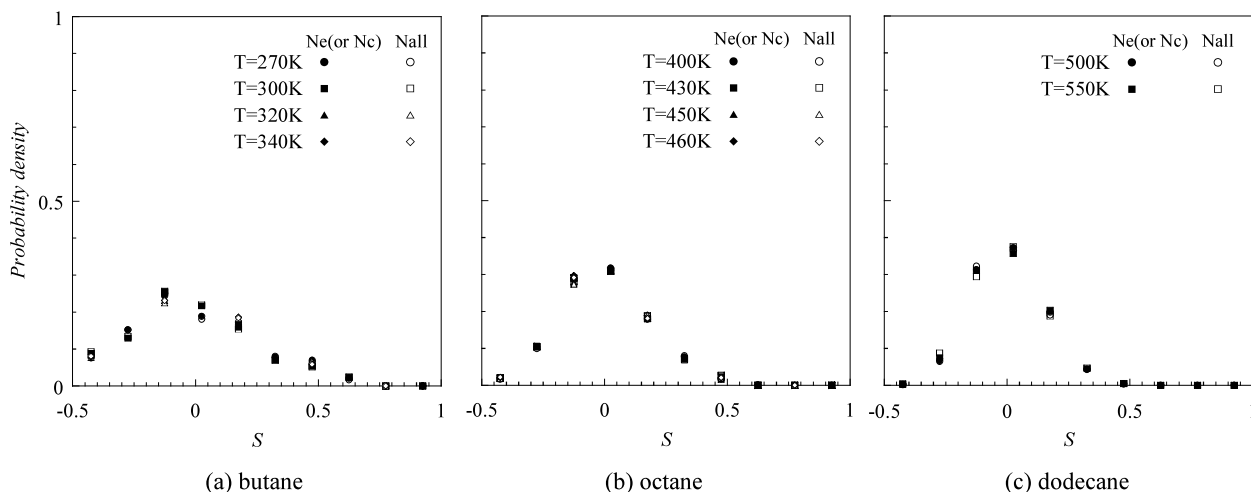 1
0.5
0
Probability density
Ne(or Nc) Nall
T=270K
T=300K
T=320K
T=340K
-0.5 0 0.5 1
S
(a) butane
Ne(or Nc) Nall
T=400K
T=430K
T=450K
T=460K
-0.5 0 0.5 1
S
(b) octane
Ne(or Nc) Nall
T=500K
T=550K
-0.5 0 0.5 1
S
(c) dodecane